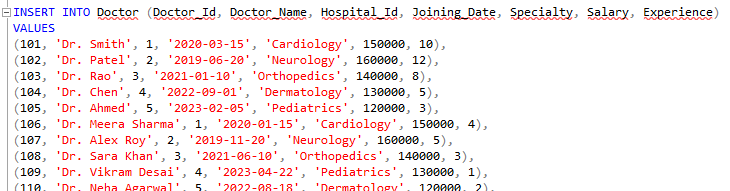 INSERT INTO Doctor (Doctor_Id, Doctor_Name, Hospital_Id, Joining_Date, Specialty, Salary, Experience)
VALUES
(101, 'Dr. Smith', 1, '2020-03-15', 'Cardiology', 150000, 10),
(102, 'Dr. Patel', 2, '2019-06-20', 'Neurology', 160000, 12),
(103, 'Dr. Rao', 3, '2021-01-10', 'Orthopedics', 140000, 8),
(104, 'Dr. Chen', 4, '2022-09-01', 'Dermatology', 130000, 5),
(105, 'Dr. Ahmed', 5, '2023-02-05', 'Pediatrics', 120000, 3),
(106, 'Dr. Meera Sharma', 1, '2020-01-15', 'Cardiology', 150000, 4),
(107, 'Dr. Alex Roy', 2, '2019-11-20', 'Neurology', 160000, 5),
(108, 'Dr. Sara Khan', 3, '2021-06-10', 'Orthopedics', 140000, 3),
(109, 'Dr. Vikram Desai', 4, '2023-04-22', 'Pediatrics', 130000, 1),
(110, 'Dr. Neha Agarwal', 5, '2022-08-18', 'Dermatology', 120000, 2),